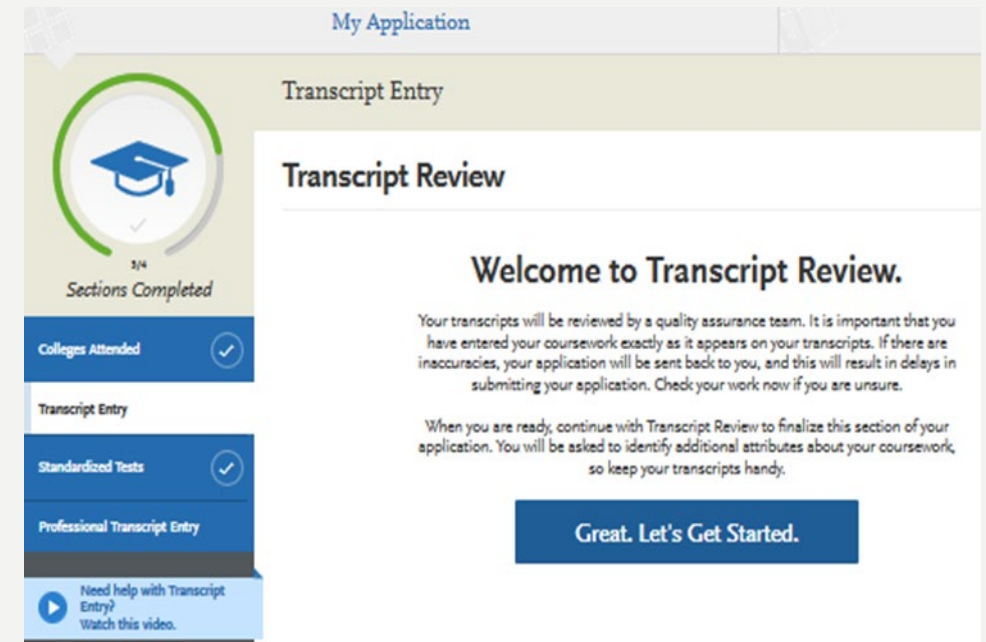 My Application
Transcript Entry
Transcript Review
Welcome to Transcript Review.
Your transcripts will be reviewed by a quality assurance team. It is important that you
have entered your coursework exactly as it appears on your transcripts. If there are
inaccuracies, your application will be sent back to you, and this will result in delays in
submitting your application. Check your work now if you are unsure.
When you are ready, continue with Transcript Review to finalize this section of your
application. You will be asked to identify additional attributes about your coursework,
so keep your transcripts handy.
Great. Let's Get Started.
3/4
Sections Completed
Colleges Attended
Transcript Entry
Standardized Tests
Professional Transcript Entry
Need help with Transcript
Entry?
Watch this video.